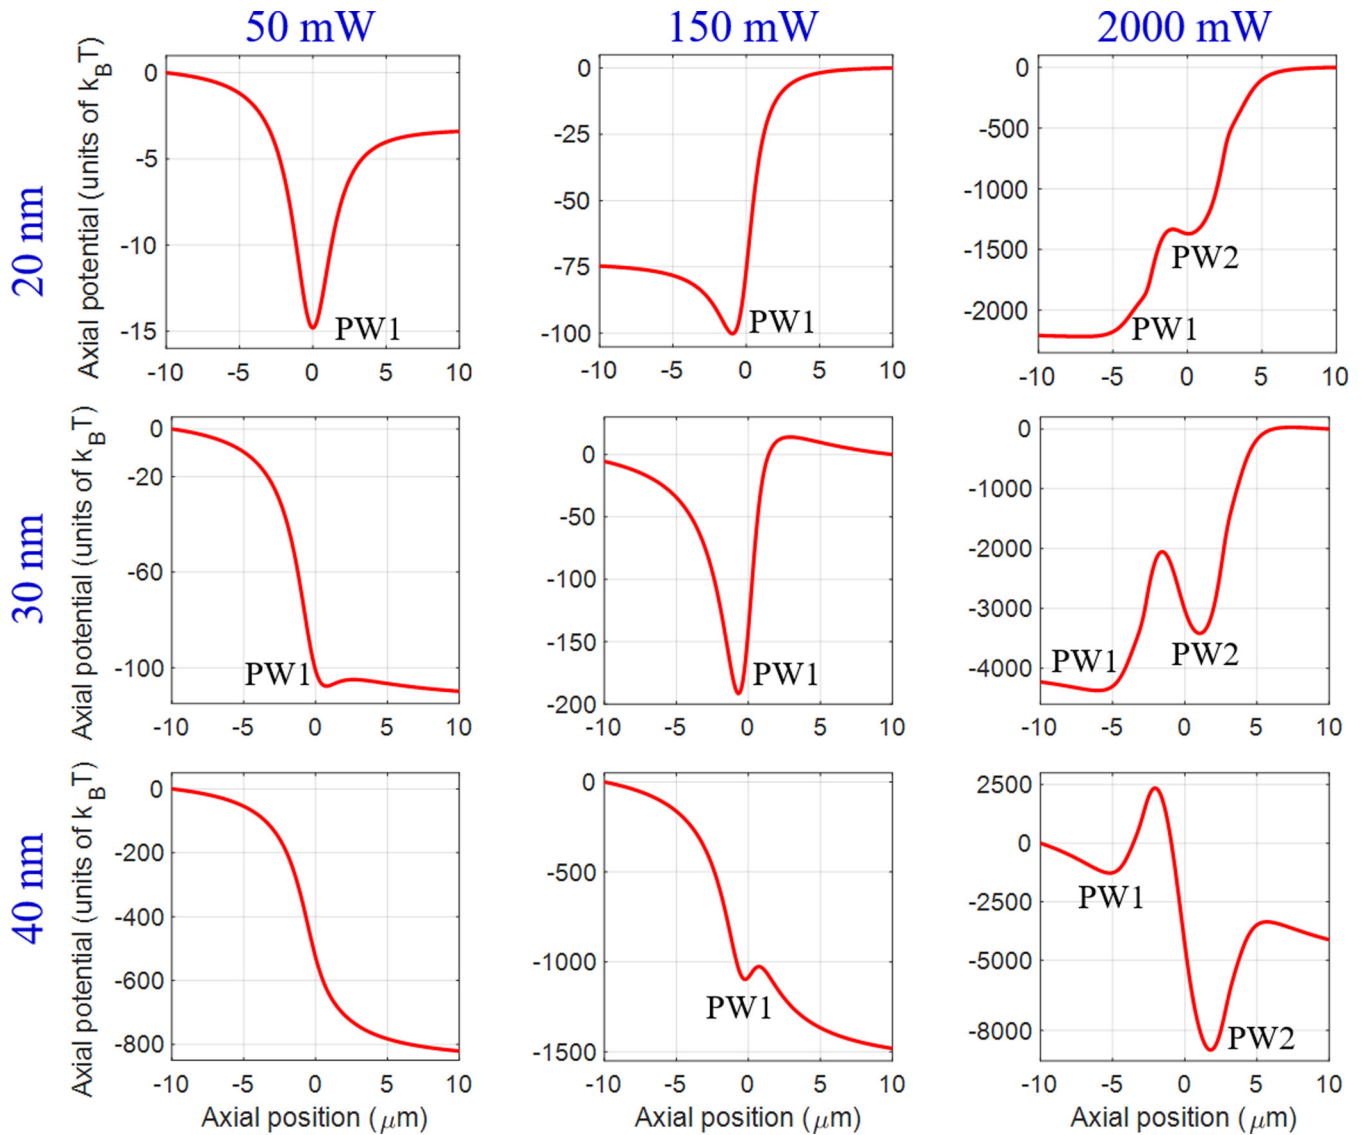 50 mW
150 mW
2000 mW
20 nm
Axial potential (units of k_BT)
0
-5
-10
-15
-10 -5 0 5 10
PW1
0
-25
-50
-75
-100
-10 -5 0 5 10
PW1
0
-500
-1000
-1500
-2000
-10 -5 0 5 10
PW2
PW1
30 nm
Axial potential (units of k_BT)
0
-20
-60
-100
-10 -5 0 5 10
PW1
0
-50
-100
-150
-200
-10 -5 0 5 10
PW1
0
-1000
-2000
-3000
-4000
-10 -5 0 5 10
PW1
PW2
40 nm
Axial potential (units of k_BT)
0
-200
-400
-600
-800
-10 -5 0 5 10
Axial position (μm)
0
-500
-1000
-1500
-10 -5 0 5 10
PW1
Axial position (μm)
2500
0
-2500
-5000
-8000
-10 -5 0 5 10
PW1
PW2
Axial position (μm)